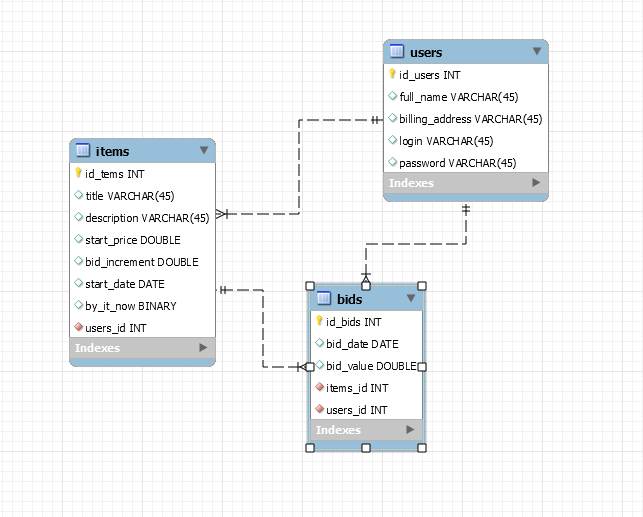 users
id_users INT
full_name VARCHAR(45)
billing_address VARCHAR(45)
login VARCHAR(45)
password VARCHAR(45)
Indexes
items
id_tems INT
title VARCHAR(45)
description VARCHAR(45)
start_price DOUBLE
bid_increment DOUBLE
start_date DATE
by_it_now BINARY
users_id INT
Indexes
bids
id_bids INT
bid_date DATE
bid_value DOUBLE
items_id INT
users_id INT
Indexes